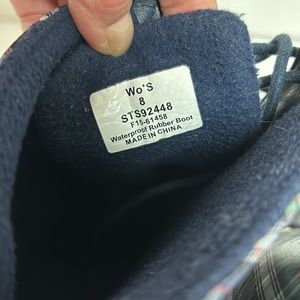 Wo'S
8
STS92448
F15-61458
Waterproof Rubber Boot
MADE IN CHINA